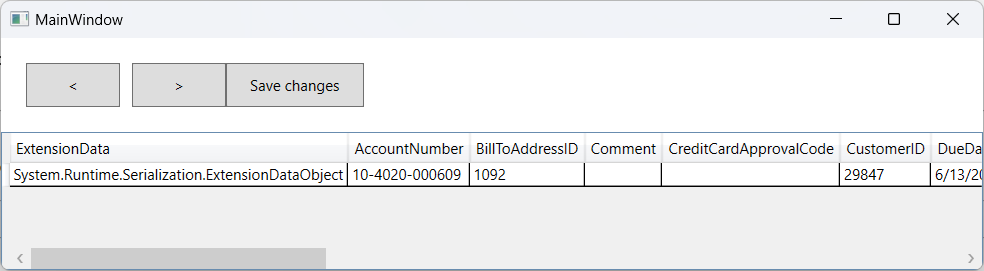 MainWindow
< > Save changes
ExtensionData AccountNumber BillToAddressID Comment CreditCardApprovalCode CustomerID DueDa
System.Runtime.Serialization.ExtensionDataObject 10-4020-000609 1092 29847 6/13/20